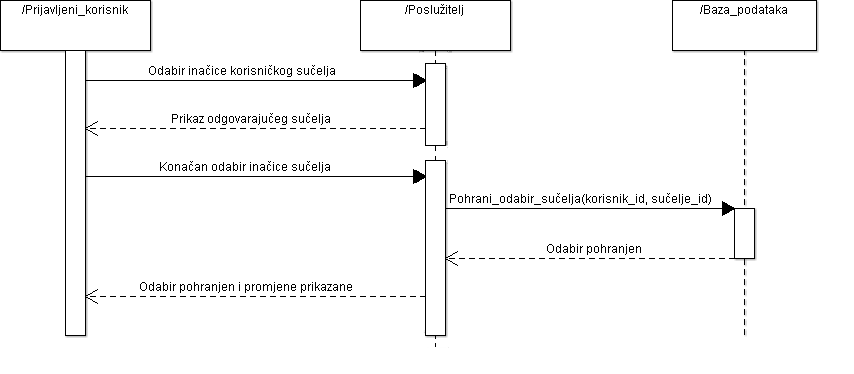 /Prijavljeni_korisnik
/Poslužitelj
/Baza_podataka
Odabir inačice korisničkog sučelja
Prikaz odgovarajućeg sučelja
Konačan odabir inačice sučelja
Pohrani_odabir_sučelja(korisnik_id, sučelje_id)
Odabir pohranjen
Odabir pohranjen i promjene prikazane